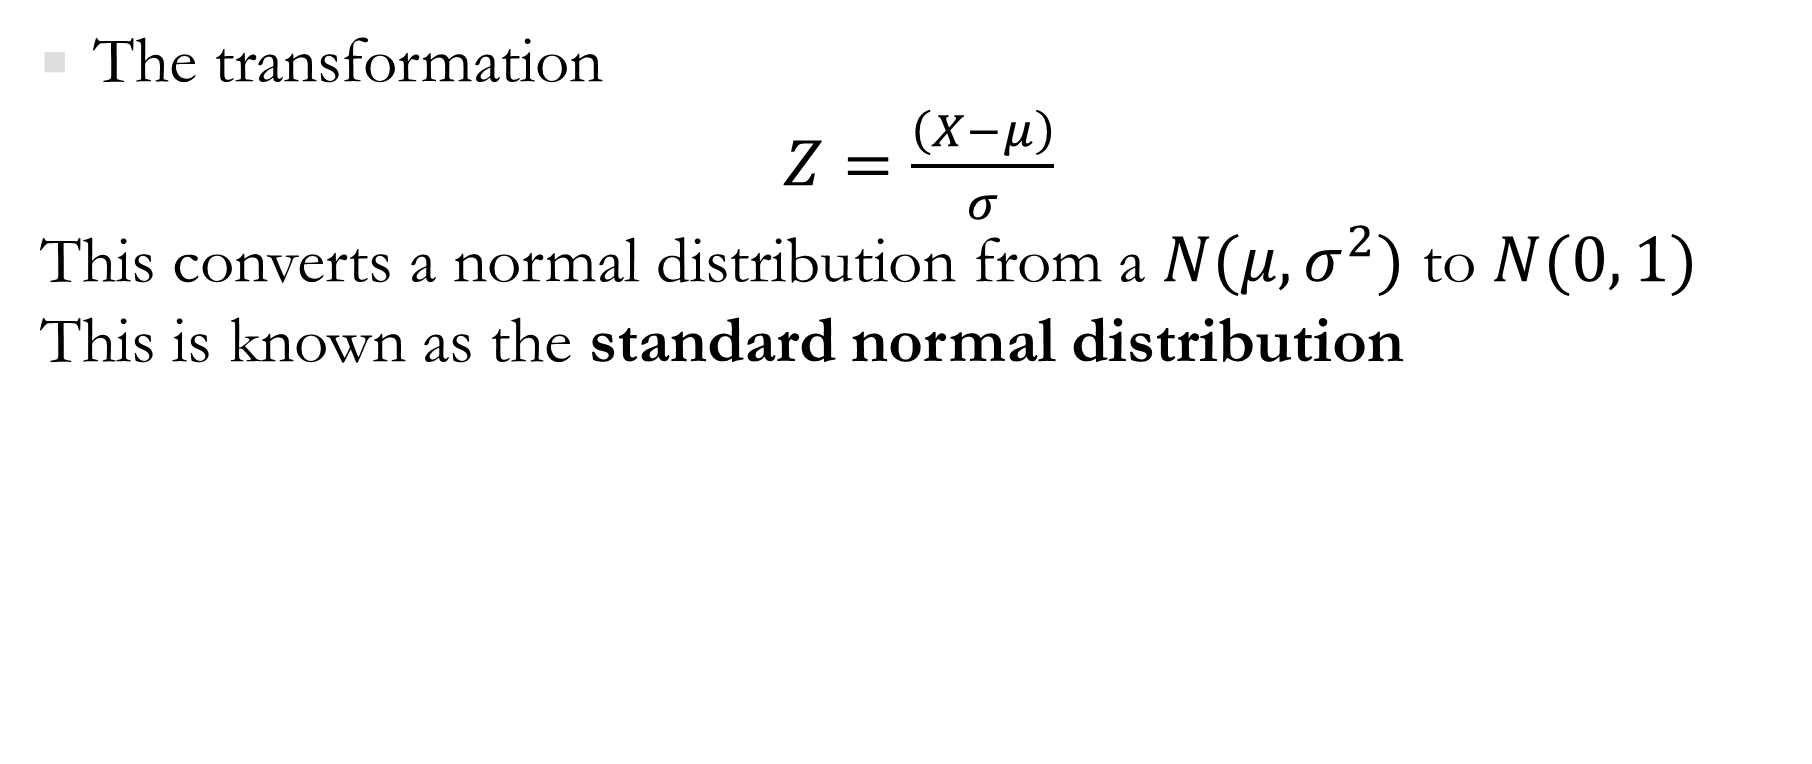 ▪ The transformation
Z = (X−μ)/σ
This converts a normal distribution from a N(μ, σ²) to N(0, 1)
This is known as the standard normal distribution